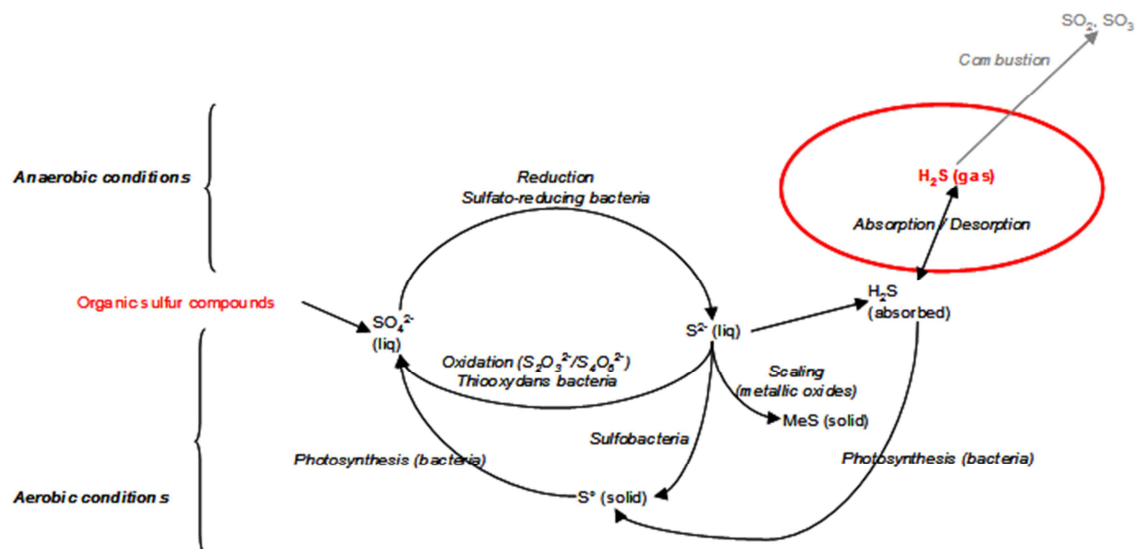 SO₂, SO₃
Combustion
Anaerobic conditions
Reduction
Sulfato-reducing bacteria
H₂S (gas)
Absorption / Desorption
Organic sulfur compounds
SO₄²⁻
(liq)
S²⁻ (liq)
H₂S
(absorbed)
Oxidation (S₂O₃²⁻/S₄O₆²⁻)
Thiooxydans bacteria
Scaling
(metallic oxides)
MeS (solid)
Sulfobacteria
Photosynthesis (bacteria)
Photosynthesis (bacteria)
Aerobic conditions
S° (solid)